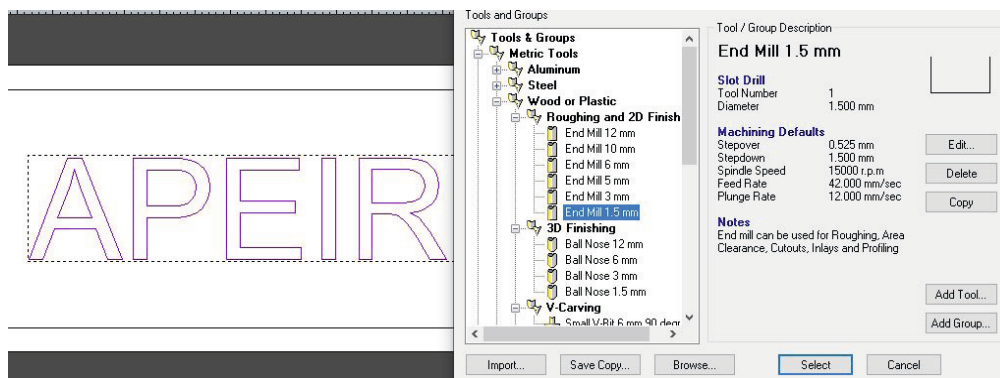 APEIR
Tools and Groups
Tools & Groups
Metric Tools
Aluminum
Steel
Wood or Plastic
Roughing and 2D Finish
End Mill 12 mm
End Mill 10 mm
End Mill 6 mm
End Mill 5 mm
End Mill 3 mm
End Mill 1.5 mm
3D Finishing
Ball Nose 12 mm
Ball Nose 6 mm
Ball Nose 3 mm
Ball Nose 1.5 mm
V-Carving
Small V-Bit 6 mm 90 degr
Tool / Group Description
End Mill 1.5 mm
Slot Drill
Tool Number 1
Diameter 1.500 mm
Machining Defaults
Stepover 0.525 mm
Stepdown 1.500 mm
Spindle Speed 15000 r.p.m
Feed Rate 42.000 mm/sec
Plunge Rate 12.000 mm/sec
Notes
End mill can be used for Roughing, Area
Clearance, Cutouts, Inlays and Profiling
Edit...
Delete
Copy
Add Tool...
Add Group...
Import...
Save Copy...
Browse...
Select
Cancel